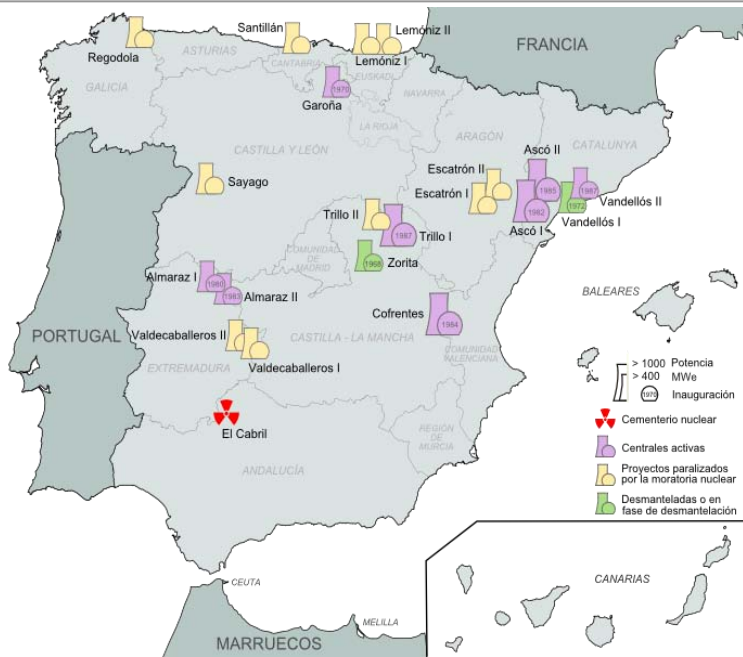 Santillán
Lemóniz II
Regodola
ASTURIAS
CANTABRIA
Lemóniz I
EUSKADI
FRANCIA
GALICIA
1970
Garoña
NAVARRA
LA RIOJA
ARAGÓN
CATALUNYA
CASTILLA Y LEÓN
Ascó II
Escatrón II
Sayago
Escatrón I
1985
1987
1982
1972
Vandellós II
Trillo II
Ascó I
Vandellós I
1987
Trillo I
COMUNIDAD
DE
MADRID
1968
Zorita
Almaraz I
1980
1983
Almaraz II
BALEARES
Cofrentes
1984
PORTUGAL
Valdecaballeros II
CASTILLA - LA MANCHA
COMUNIDAD
VALENCIANA
EXTREMADURA
Valdecaballeros I
> 1000 Potencia
> 400 MWe
1970 Inauguración
El Cabril
REGIÓN
DE
MURCIA
Cementerio nuclear
ANDALUCÍA
Centrales activas
Proyectos paralizados
por la moratoria nuclear
Desmanteladas o en
fase de desmantelación
CEUTA
CANARIAS
MELILLA
MARRUECOS